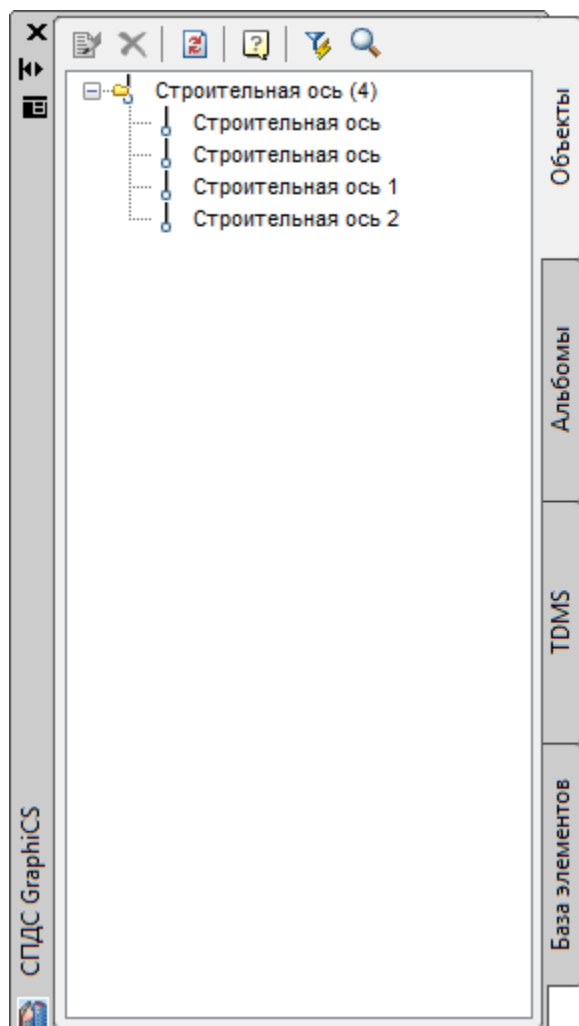 Строительная ось (4)
Строительная ось
Строительная ось
Строительная ось 1
Строительная ось 2
Объекты
Альбомы
TDMS
База элементов
СПДС GraphiCS